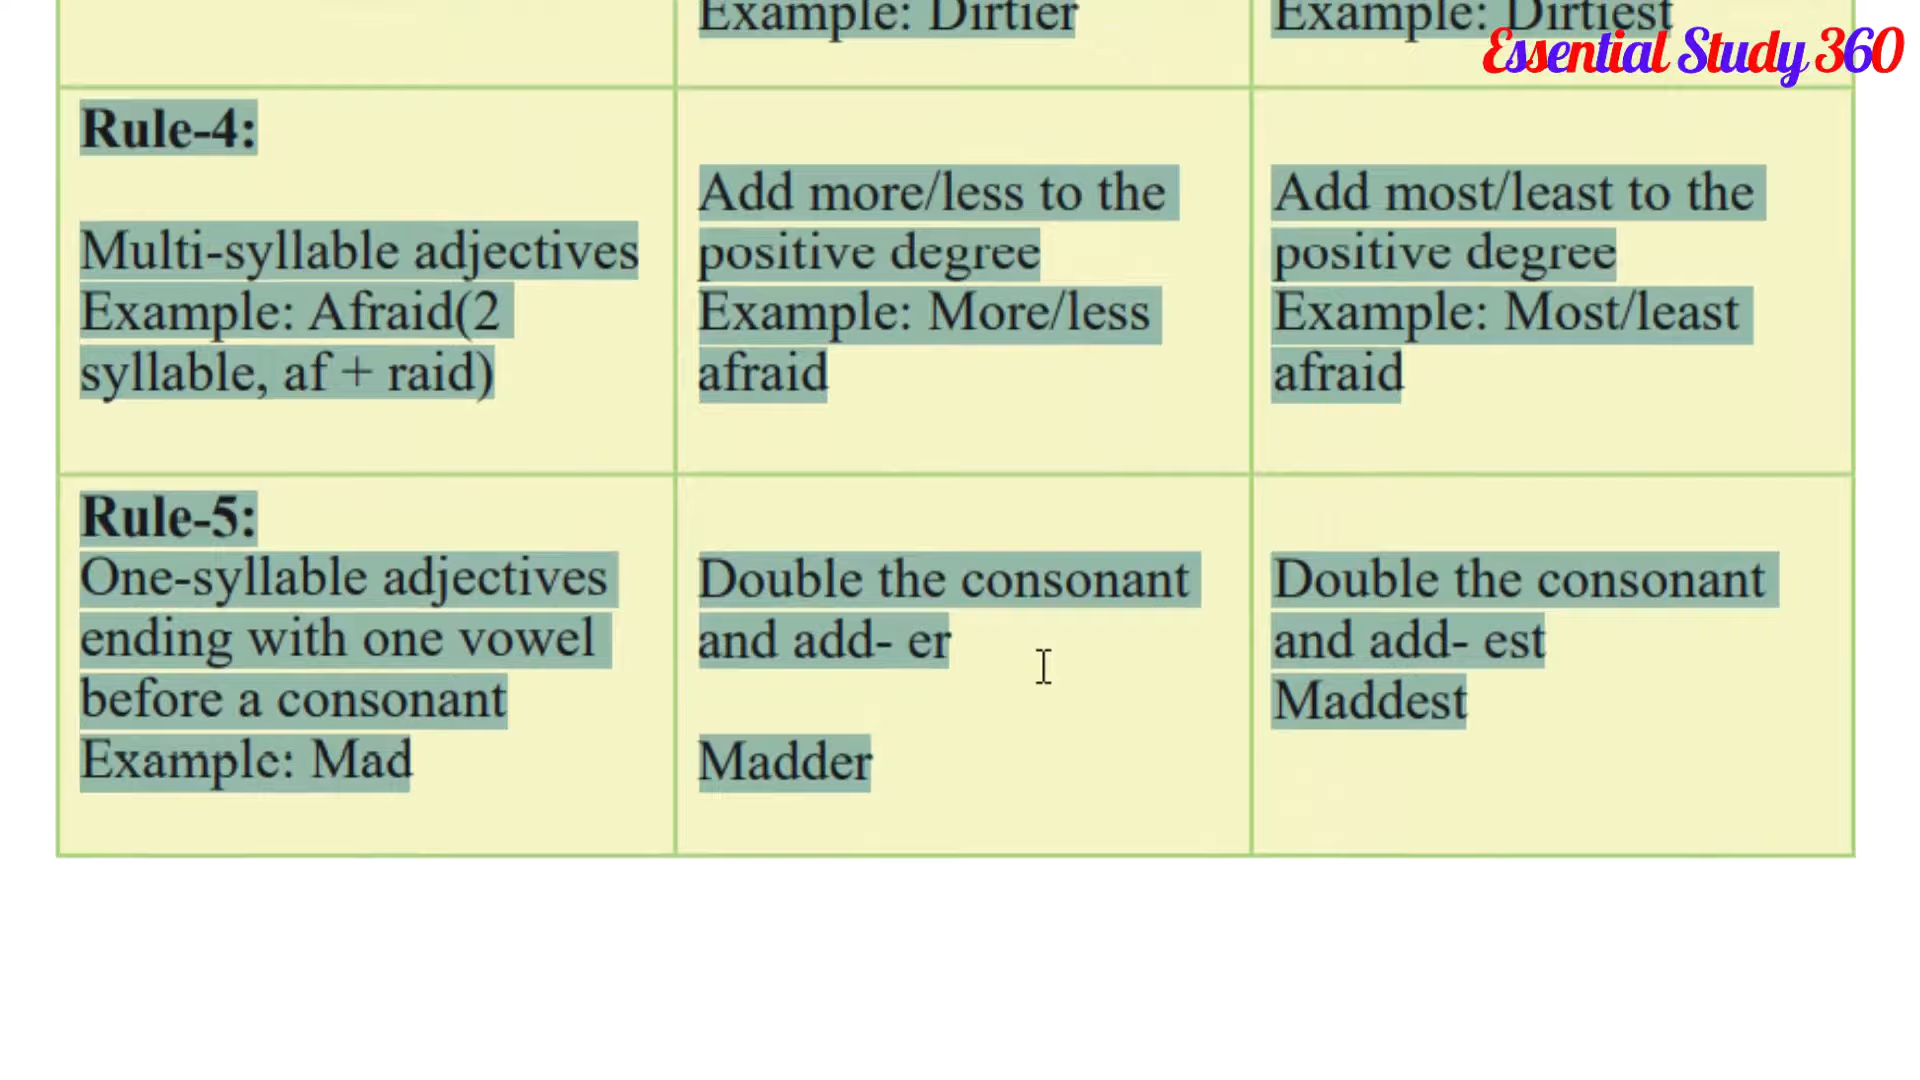 Example: Dirtier
Example: Dirtiest
Essential Study 360
Rule-4:
Multi-syllable adjectives
Example: Afraid(2
syllable, af + raid)
Add more/less to the
positive degree
Example: More/less
afraid
Add most/least to the
positive degree
Example: Most/least
afraid
Rule-5:
One-syllable adjectives
ending with one vowel
before a consonant
Example: Mad
Double the consonant
and add- er
Madder
Double the consonant
and add- est
Maddest